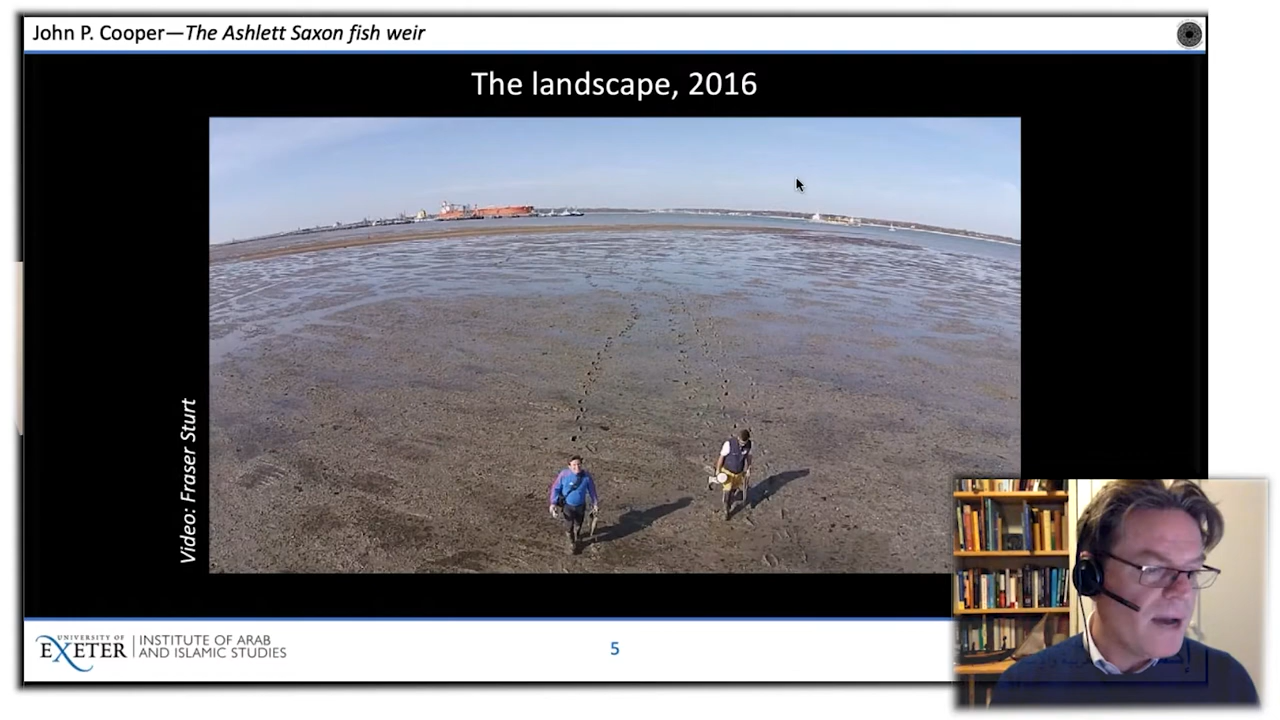 John P. Cooper—The Ashlett Saxon fish weir
The landscape, 2016
Video: Fraser Sturt
UNIVERSITY OF
EXETER
INSTITUTE OF ARAB
AND ISLAMIC STUDIES
5